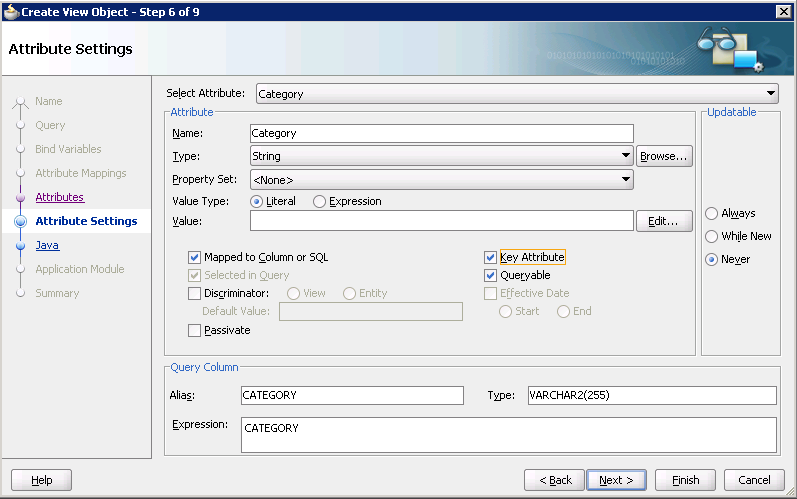 Create View Object - Step 6 of 9
Attribute Settings
01010101010101010101010101
0101010101010
Name
Query
Bind Variables
Attribute Mappings
Attributes
Attribute Settings
Java
Application Module
Summary
Select Attribute: Category
Attribute
Name: Category
Type: String Browse...
Property Set: <None>
Value Type: Literal Expression
Value: Edit...
Mapped to Column or SQL Key Attribute
Selected in Query Queryable
Discriminator: View Entity Effective Date
Default Value: Start End
Passivate
Updatable
Always
While New
Never
Query Column
Alias: CATEGORY Type: VARCHAR2(255)
Expression: CATEGORY
Help < Back Next > Finish Cancel